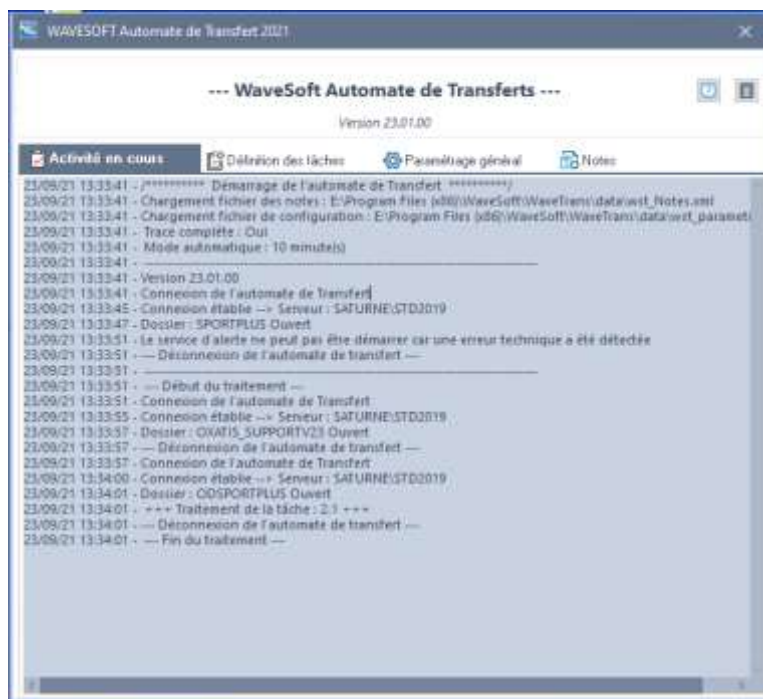 WAVESOFT Automate de Transfert 2021
--- WaveSoft Automate de Transferts ---
Version 23.01.00
Activité en cours
Définition des tâches
Paramétrage général
Notes
23/09/21 13:33:41 - /********** Démarrage de l'automate de Transfert **********/
23/09/21 13:33:41 - Chargement fichier des notes : E:\Program Files (x86)\WaveSoft\WaveTrans\data\wst_Notes.xml
23/09/21 13:33:41 - Chargement fichier de configuration : E:\Program Files (x86)\WaveSoft\WaveTrans\data\wst_parameti
23/09/21 13:33:41 - Trace complète : Oui
23/09/21 13:33:41 - Mode automatique : 10 minute(s)
23/09/21 13:33:41 - ------------------------------------------------------------
23/09/21 13:33:41 - Version 23.01.00
23/09/21 13:33:41 - Connexion de l'automate de Transfert
23/09/21 13:33:45 - Connexion établie --> Serveur : SATURNE\STD2019
23/09/21 13:33:47 - Dossier : SPORTPLUS Ouvert
23/09/21 13:33:51 - Le service d'alerte ne peut pas être démarrer car une erreur technique a été détectée
23/09/21 13:33:51 - --- Déconnexion de l'automate de transfert ---
23/09/21 13:33:51 - ------------------------------------------------------------
23/09/21 13:33:51 - --- Début du traitement ---
23/09/21 13:33:51 - Connexion de l'automate de Transfert
23/09/21 13:33:55 - Connexion établie --> Serveur : SATURNE\STD2019
23/09/21 13:33:57 - Dossier : OXATIS_SUPPORTV23 Ouvert
23/09/21 13:33:57 - --- Déconnexion de l'automate de transfert ---
23/09/21 13:33:57 - Connexion de l'automate de Transfert
23/09/21 13:34:00 - Connexion établie --> Serveur : SATURNE\STD2019
23/09/21 13:34:01 - Dossier : ODSPORTPLUS Ouvert
23/09/21 13:34:01 - +++ Traitement de la tâche : 2.1 +++
23/09/21 13:34:01 - --- Déconnexion de l'automate de transfert ---
23/09/21 13:34:01 - --- Fin du traitement ---